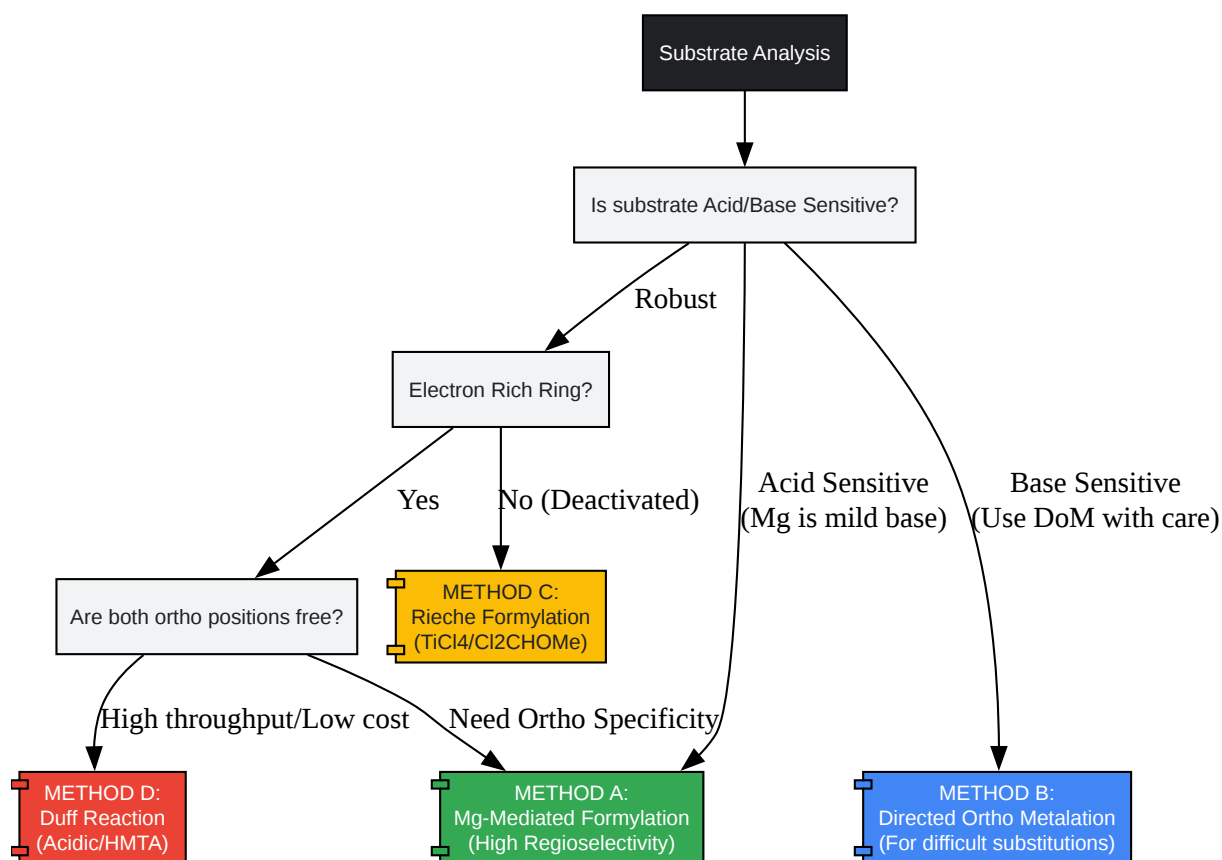 Substrate Analysis
Is substrate Acid/Base Sensitive?
Robust
Electron Rich Ring?
Acid Sensitive
(Mg is mild base)
Base Sensitive
(Use DoM with care)
Yes
No (Deactivated)
Are both ortho positions free?
METHOD C:
Rieche Formylation
(TiCl4/Cl2CHOMe)
High throughput/Low cost
Need Ortho Specificity
METHOD D:
Duff Reaction
(Acidic/HMTA)
METHOD A:
Mg-Mediated Formylation
(High Regioselectivity)
METHOD B:
Directed Ortho Metalation
(For difficult substitutions)